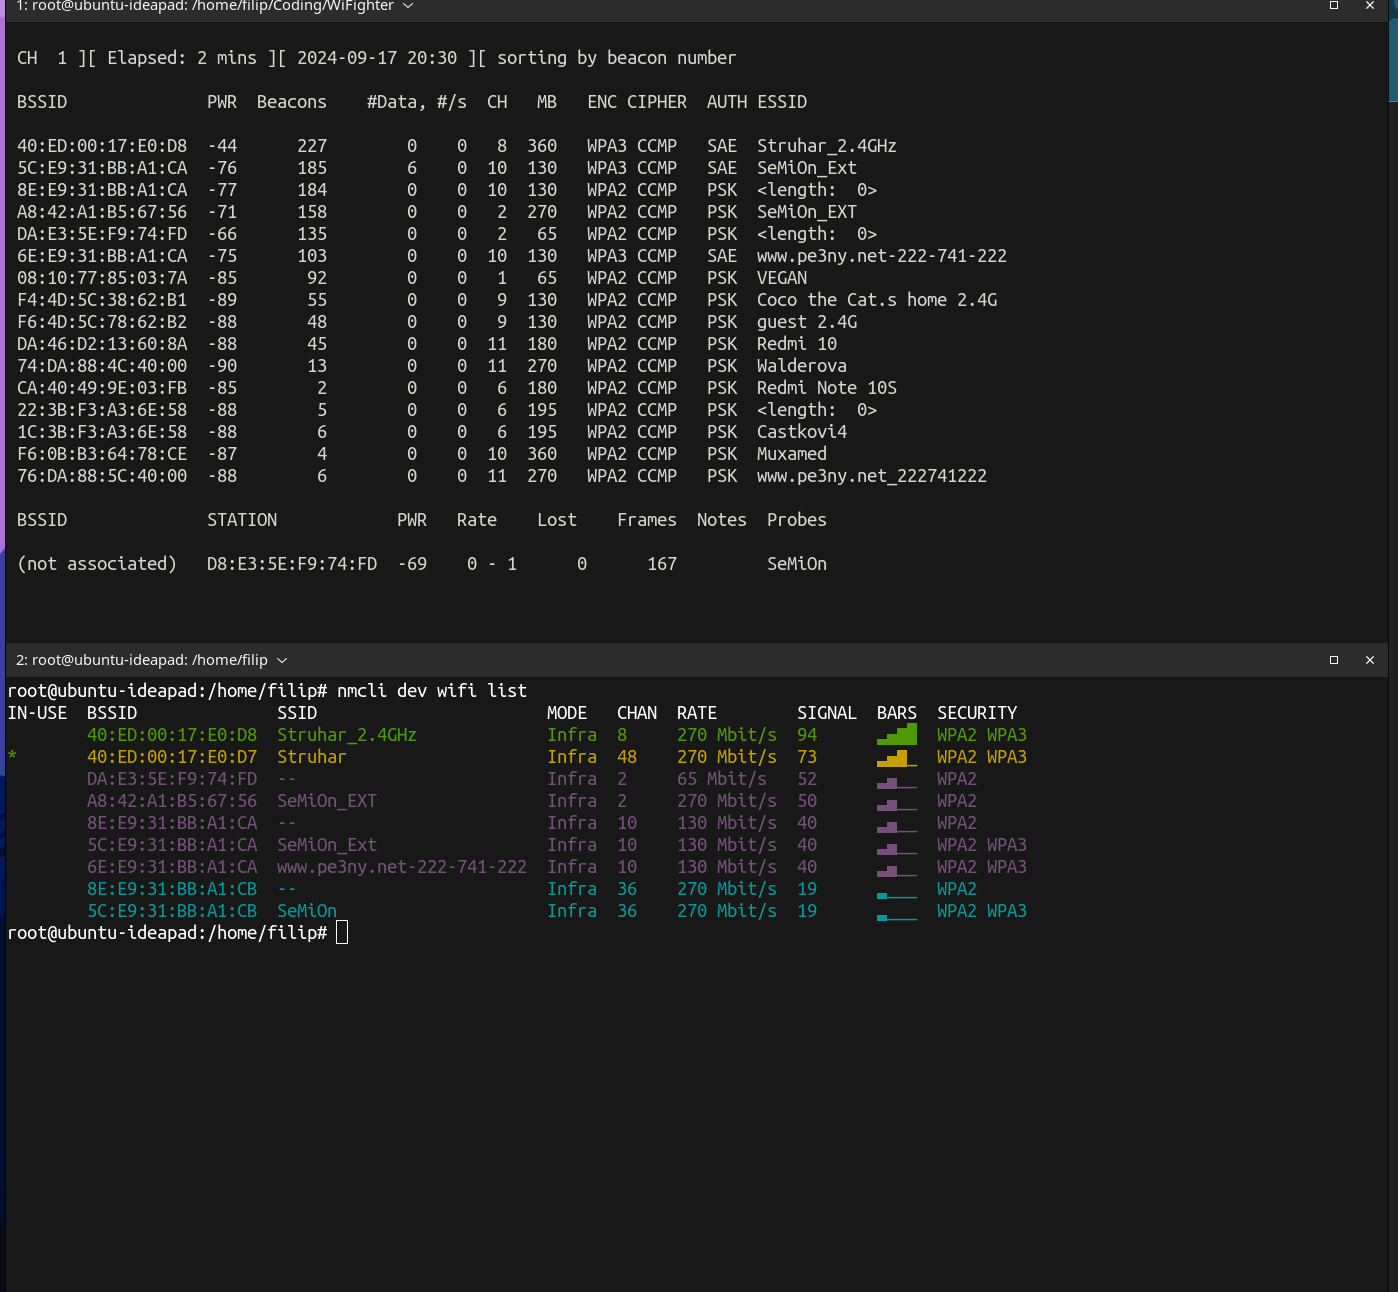 1: root@ubuntu-ideapad: /home/filip/Coding/WiFighter
CH  1 ][ Elapsed: 2 mins ][ 2024-09-17 20:30 ][ sorting by beacon number
BSSID              PWR  Beacons    #Data, #/s  CH   MB   ENC CIPHER  AUTH ESSID
40:ED:00:17:E0:D8  -44      227        0    0   8  360   WPA3 CCMP   SAE  Struhar_2.4GHz
5C:E9:31:BB:A1:CA  -76      185        6    0  10  130   WPA3 CCMP   SAE  SeMiOn_Ext
8E:E9:31:BB:A1:CA  -77      184        0    0  10  130   WPA2 CCMP   PSK  <length:  0>
A8:42:A1:B5:67:56  -71      158        0    0   2  270   WPA2 CCMP   PSK  SeMiOn_EXT
DA:E3:5E:F9:74:FD  -66      135        0    0   2   65   WPA2 CCMP   PSK  <length:  0>
6E:E9:31:BB:A1:CA  -75      103        0    0  10  130   WPA3 CCMP   SAE  www.pe3ny.net-222-741-222
08:10:77:85:03:7A  -85       92        0    0   1   65   WPA2 CCMP   PSK  VEGAN
F4:4D:5C:38:62:B1  -89       55        0    0   9  130   WPA2 CCMP   PSK  Coco the Cat.s home 2.4G
F6:4D:5C:78:62:B2  -88       48        0    0   9  130   WPA2 CCMP   PSK  guest 2.4G
DA:46:D2:13:60:8A  -88       45        0    0  11  180   WPA2 CCMP   PSK  Redmi 10
74:DA:88:4C:40:00  -90       13        0    0  11  270   WPA2 CCMP   PSK  Walderova
CA:40:49:9E:03:FB  -85        2        0    0   6  180   WPA2 CCMP   PSK  Redmi Note 10S
22:3B:F3:A3:6E:58  -88        5        0    0   6  195   WPA2 CCMP   PSK  <length:  0>
1C:3B:F3:A3:6E:58  -88        6        0    0   6  195   WPA2 CCMP   PSK  Castkovi4
F6:0B:B3:64:78:CE  -87        4        0    0  10  360   WPA2 CCMP   PSK  Muxamed
76:DA:88:5C:40:00  -88        6        0    0  11  270   WPA2 CCMP   PSK  www.pe3ny.net_222741222
BSSID              STATION            PWR   Rate    Lost    Frames  Notes  Probes
(not associated)   D8:E3:5E:F9:74:FD  -69    0 - 1      0      167         SeMiOn
2: root@ubuntu-ideapad: /home/filip
root@ubuntu-ideapad:/home/filip# nmcli dev wifi list
IN-USE  BSSID              SSID                       MODE   CHAN  RATE        SIGNAL  BARS  SECURITY
        40:ED:00:17:E0:D8  Struhar_2.4GHz             Infra  8     270 Mbit/s  94      ▂▄▆█  WPA2 WPA3
*       40:ED:00:17:E0:D7  Struhar                    Infra  48    270 Mbit/s  73      ▂▄▆_  WPA2 WPA3
        DA:E3:5E:F9:74:FD  --                         Infra  2     65 Mbit/s   52      ▂▄__  WPA2
        A8:42:A1:B5:67:56  SeMiOn_EXT                 Infra  2     270 Mbit/s  50      ▂▄__  WPA2
        8E:E9:31:BB:A1:CA  --                         Infra  10    130 Mbit/s  40      ▂▄__  WPA2
        5C:E9:31:BB:A1:CA  SeMiOn_Ext                 Infra  10    130 Mbit/s  40      ▂▄__  WPA2 WPA3
        6E:E9:31:BB:A1:CA  www.pe3ny.net-222-741-222  Infra  10    130 Mbit/s  40      ▂▄__  WPA2 WPA3
        8E:E9:31:BB:A1:CB  --                         Infra  36    270 Mbit/s  19      ▂___  WPA2
        5C:E9:31:BB:A1:CB  SeMiOn                     Infra  36    270 Mbit/s  19      ▂___  WPA2 WPA3
root@ubuntu-ideapad:/home/filip#